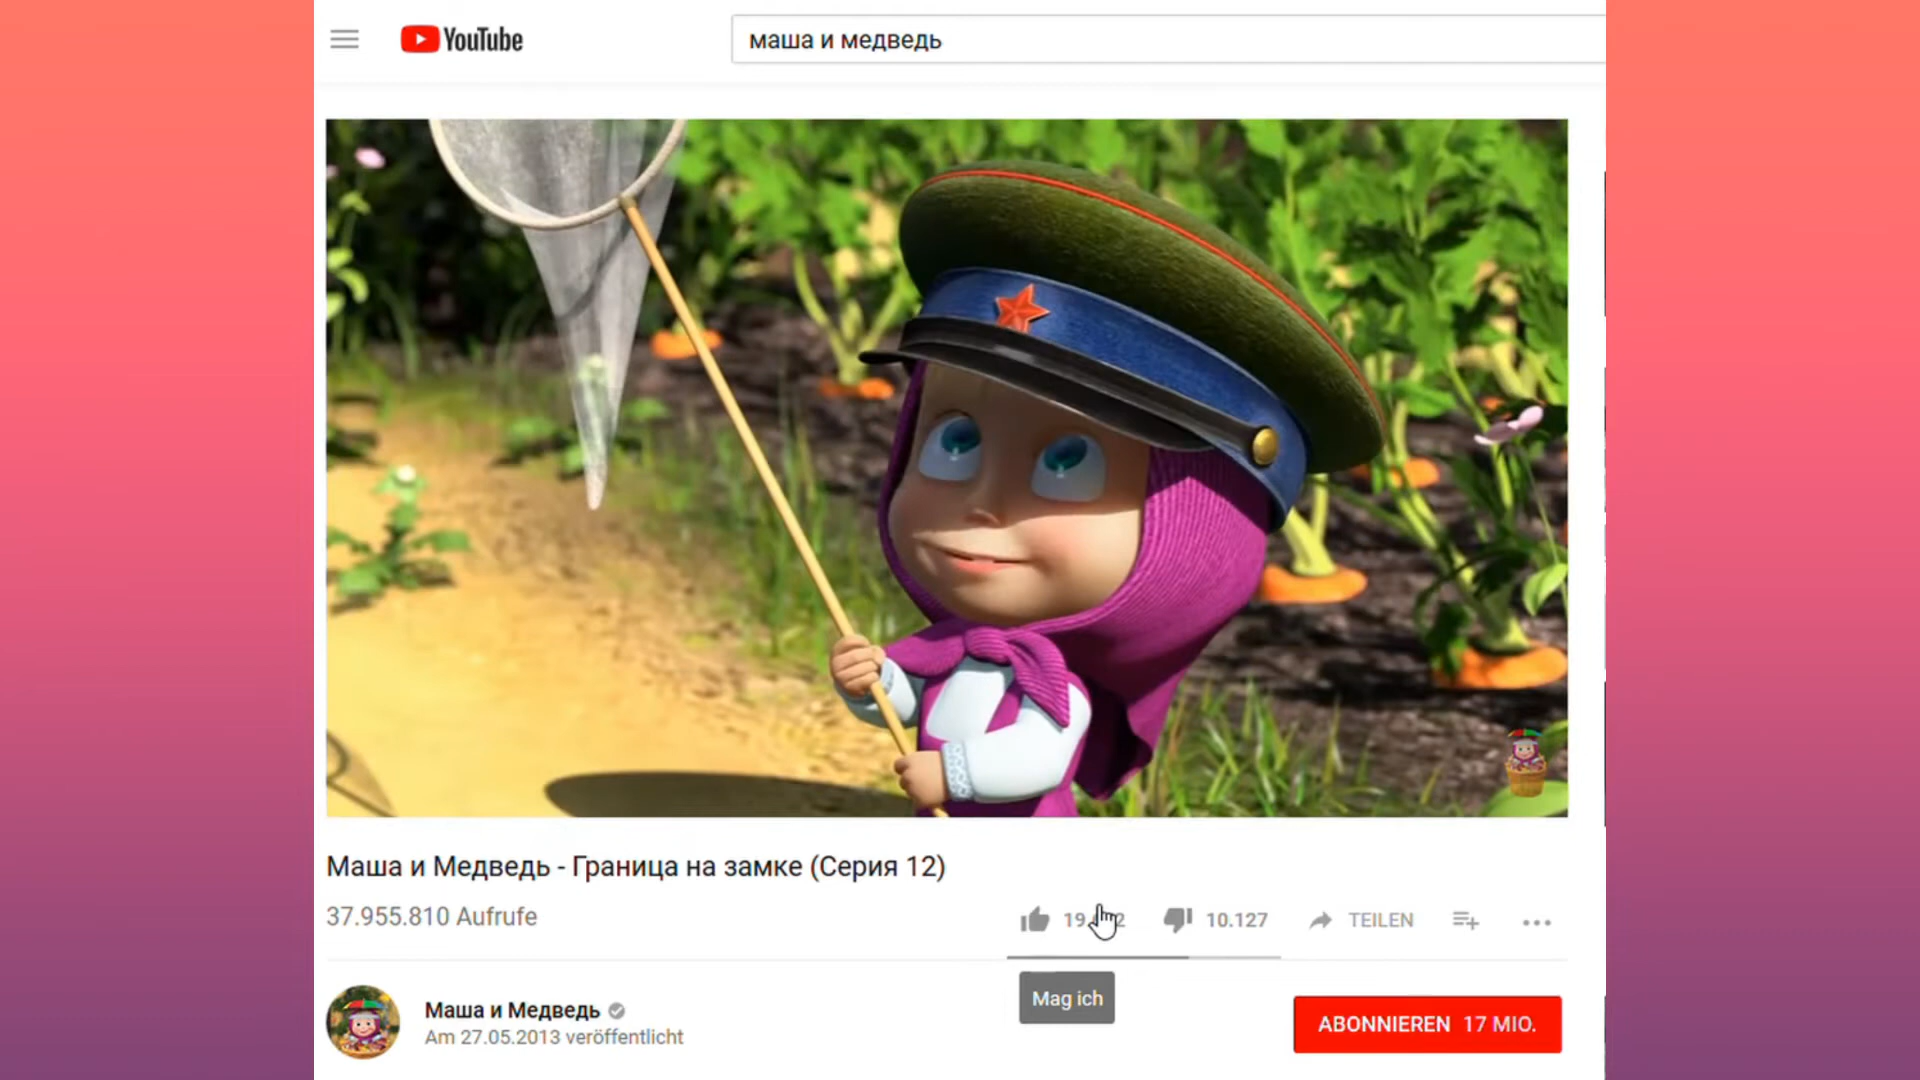 YouTube
маша и медведь
Маша и Медведь - Граница на замке (Серия 12)
37.955.810 Aufrufe
10.127
TEILEN
Mag ich
Маша и Медведь
Am 27.05.2013 veröffentlicht
ABONNIEREN 17 MIO.